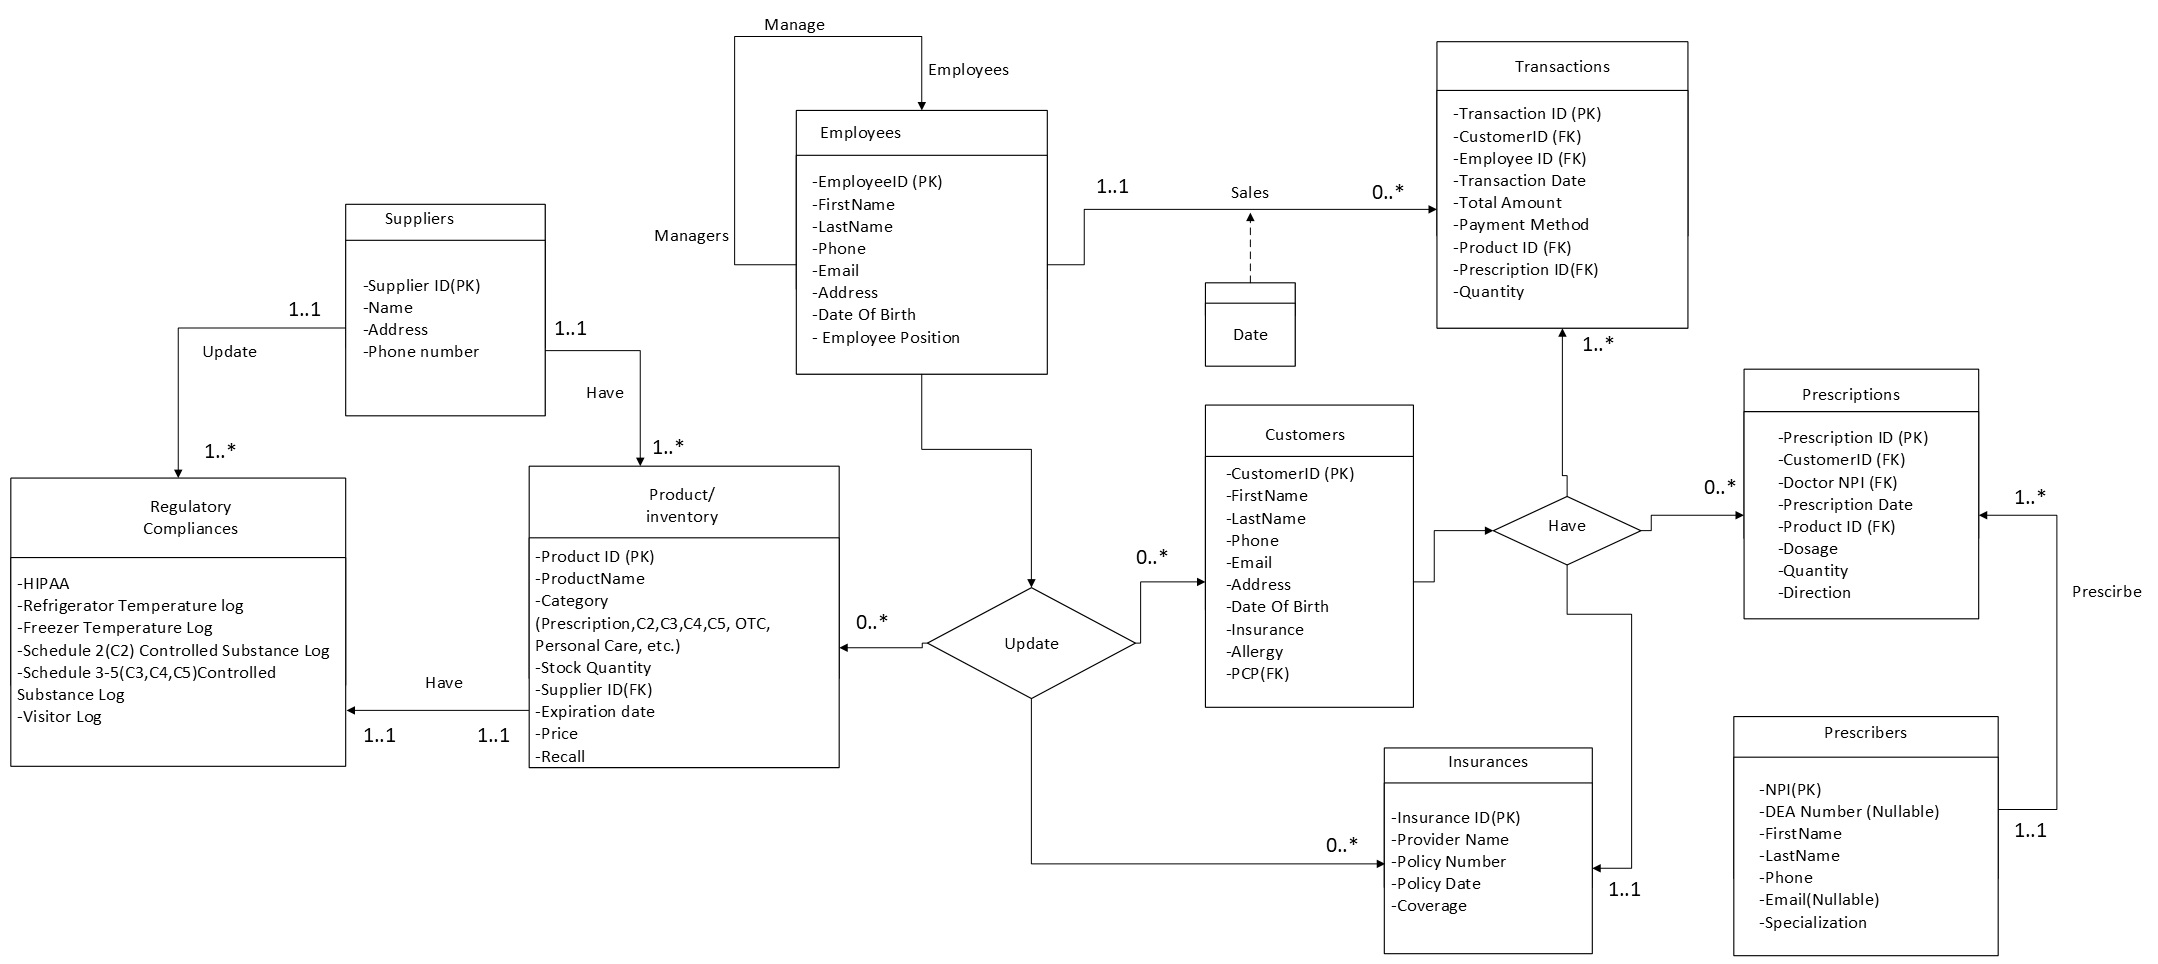 Manage
Employees
Managers
Employees
-EmployeeID (PK)
-FirstName
-LastName
-Phone
-Email
-Address
-Date Of Birth
- Employee Position
1..1
Sales
0..*
Date
Transactions
-Transaction ID (PK)
-CustomerID (FK)
-Employee ID (FK)
-Transaction Date
-Total Amount
-Payment Method
-Product ID (FK)
-Prescription ID(FK)
-Quantity
1..*
Suppliers
-Supplier ID(PK)
-Name
-Address
-Phone number
1..1
Update
1..*
1..1
Have
1..*
Regulatory
Compliances
-HIPAA
-Refrigerator Temperature log
-Freezer Temperature Log
-Schedule 2(C2) Controlled Substance Log
-Schedule 3-5(C3,C4,C5)Controlled
Substance Log
-Visitor Log
Have
1..1
1..1
Product/
inventory
-Product ID (PK)
-ProductName
-Category
(Prescription,C2,C3,C4,C5, OTC,
Personal Care, etc.)
-Stock Quantity
-Supplier ID(FK)
-Expiration date
-Price
-Recall
0..*
Update
0..*
0..*
Customers
-CustomerID (PK)
-FirstName
-LastName
-Phone
-Email
-Address
-Date Of Birth
-Insurance
-Allergy
-PCP(FK)
Have
0..*
1..1
Prescriptions
-Prescription ID (PK)
-CustomerID (FK)
-Doctor NPI (FK)
-Prescription Date
-Product ID (FK)
-Dosage
-Quantity
-Direction
1..*
Prescirbe
1..1
Insurances
-Insurance ID(PK)
-Provider Name
-Policy Number
-Policy Date
-Coverage
Prescribers
-NPI(PK)
-DEA Number (Nullable)
-FirstName
-LastName
-Phone
-Email(Nullable)
-Specialization